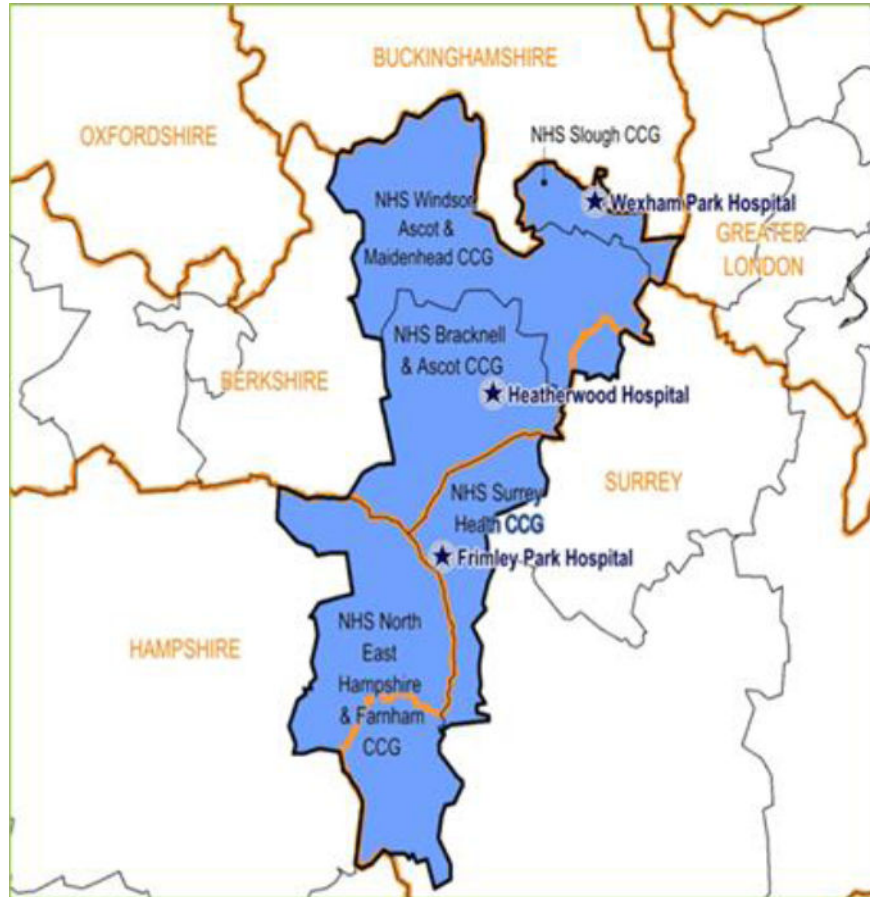 BUCKINGHAMSHIRE
OXFORDSHIRE
NHS Slough CCG
NHS Windsor
Ascot &
Maidenhead CCG
Wexham Park Hospital
GREATER
LONDON
NHS Bracknell
& Ascot CCG
BERKSHIRE
Heatherwood Hospital
SURREY
NHS Surrey
Heath CCG
Frimley Park Hospital
HAMPSHIRE
NHS North
East
Hampshire
& Farnham
CCG